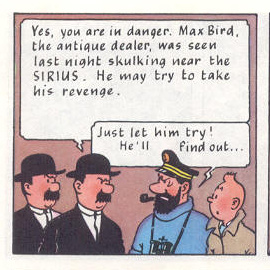 Yes, you are in danger. Max Bird,
the antique dealer, was seen
last night skulking near the
SIRIUS. He may try to take
his revenge.
Just let him try!
He'll find out...